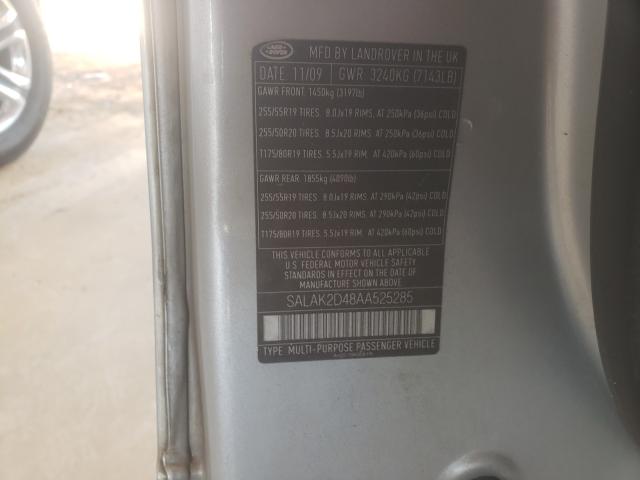 LAND ROVER
MFD BY LANDROVER IN THE UK
DATE 11/09 GWR 3240KG (7143LB)
GAWR FRONT 1450kg (3197lb)
255/55R19 TIRES. 8.0Jx19 RIMS, AT 250kPa (36psi) COLD
255/50R20 TIRES. 8.5Jx20 RIMS, AT 250kPa (36psi) COLD
T175/80R19 TIRES. 5.5Jx19 RIM, AT 420kPa (60psi) COLD
GAWR REAR 1855kg (4090lb)
255/55R19 TIRES. 8.0Jx19 RIMS, AT 290kPa (42psi) COLD
255/50R20 TIRES. 8.5Jx20 RIMS, AT 290kPa (42psi) COLD
T175/80R19 TIRES. 5.5Jx19 RIM, AT 420kPa (60psi) COLD
THIS VEHICLE CONFORMS TO ALL APPLICABLE
U.S FEDERAL MOTOR VEHICLE SAFETY
STANDARDS IN EFFECT ON THE DATE OF
MANUFACTURE SHOWN ABOVE
SALAK2D48AA525285
TYPE MULTI-PURPOSE PASSENGER VEHICLE